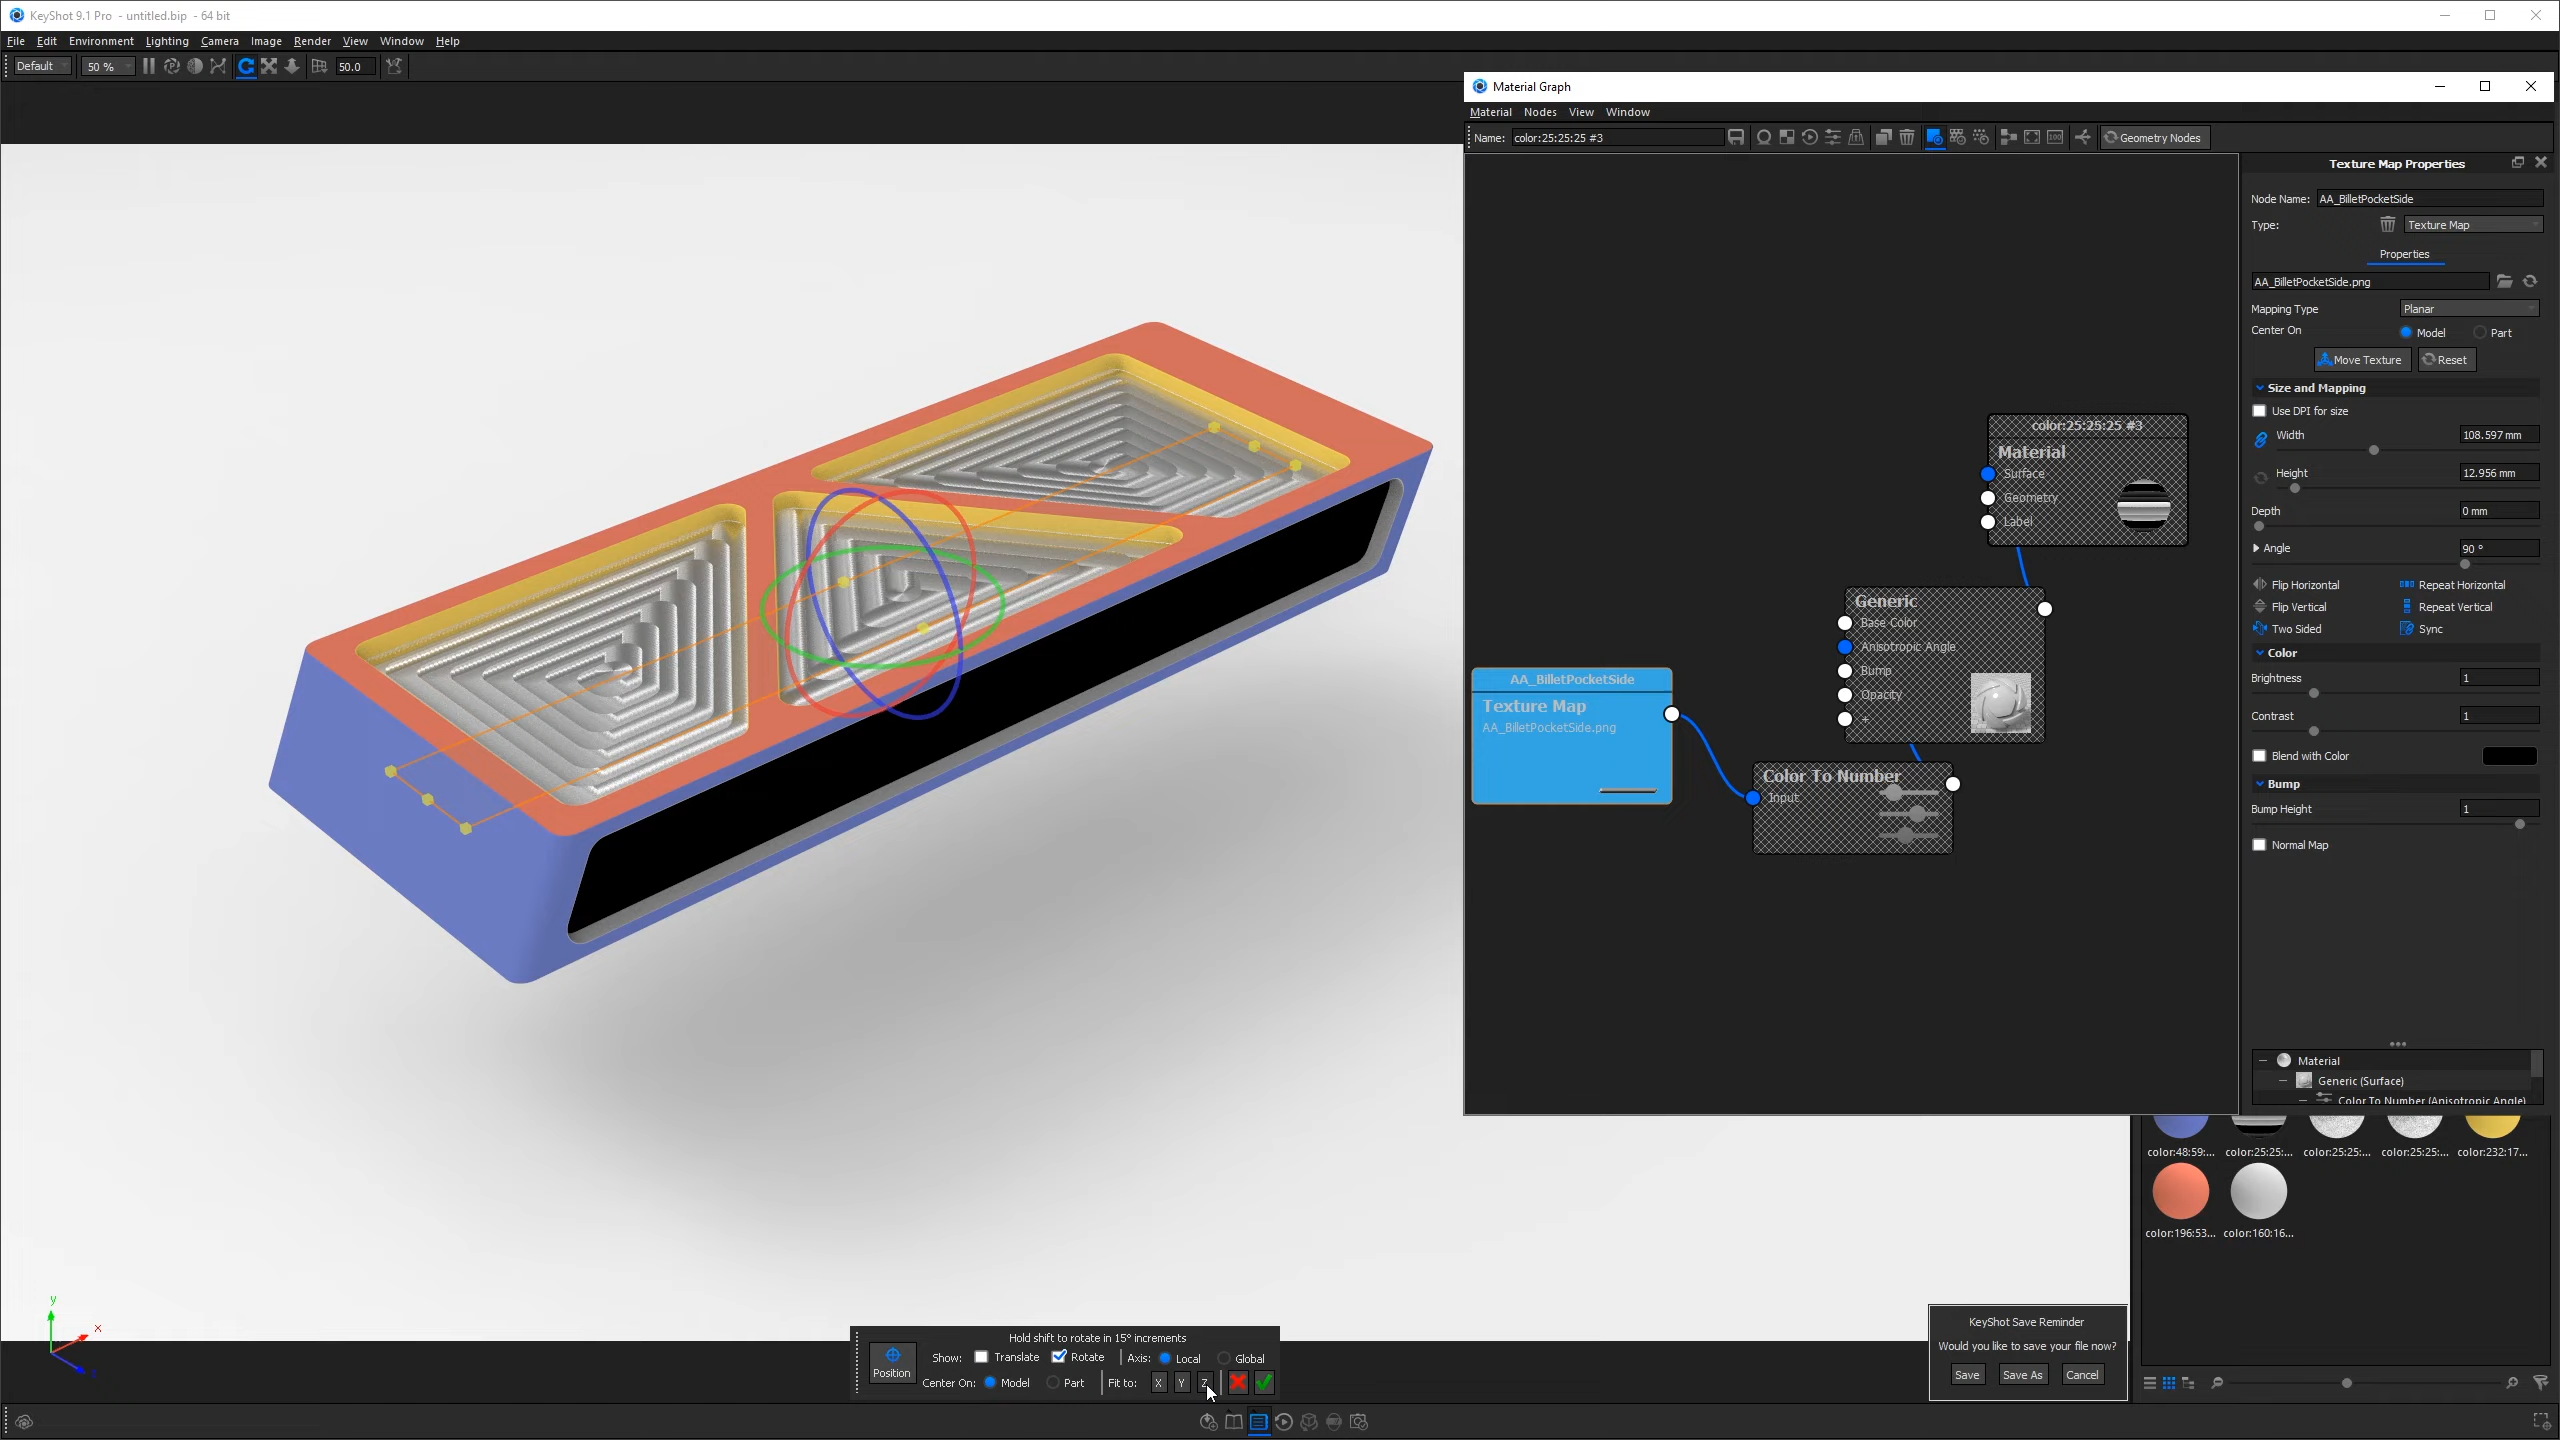 KeyShot 9.1 Pro - untitled.bip - 64 bit
File Edit Environment Lighting Camera Image Render View Window Help
Default 50 % 50.0
Material Graph
Material Nodes View Window
Name: color:25:25:25 #3 Geometry Nodes
Texture Map Properties
Node Name: AA_BilletPocketSide
Type: Texture Map
Properties
AA_BilletPocketSide.png
Mapping Type Planar
Center On Model Part
Move Texture Reset
Size and Mapping
Use DPI for size
Width 108.597 mm
Height 12.956 mm
Depth 0 mm
Angle 90 °
Flip Horizontal Repeat Horizontal
Flip Vertical Repeat Vertical
Two Sided Sync
Color
Brightness 1
Contrast 1
Blend with Color
Bump
Bump Height 1
Normal Map
color:25:25:25 #3
Material
Surface
Geometry
Label
Generic
Base Color
Anisotropic Angle
Bump
Opacity
+
AA_BilletPocketSide
Texture Map
AA_BilletPocketSide.png
Color To Number
Input
Material
Generic (Surface)
Color To Number (Anisotropic Angle)
color:48:59:... color:25:25:... color:25:25:... color:25:25:... color:232:17...
color:196:53... color:160:16...
y
x
Hold shift to rotate in 15° increments
Position
Show: Translate Rotate Axis: Local Global
Center On: Model Part Fit to: X Y Z
KeyShot Save Reminder
Would you like to save your file now?
Save Save As Cancel